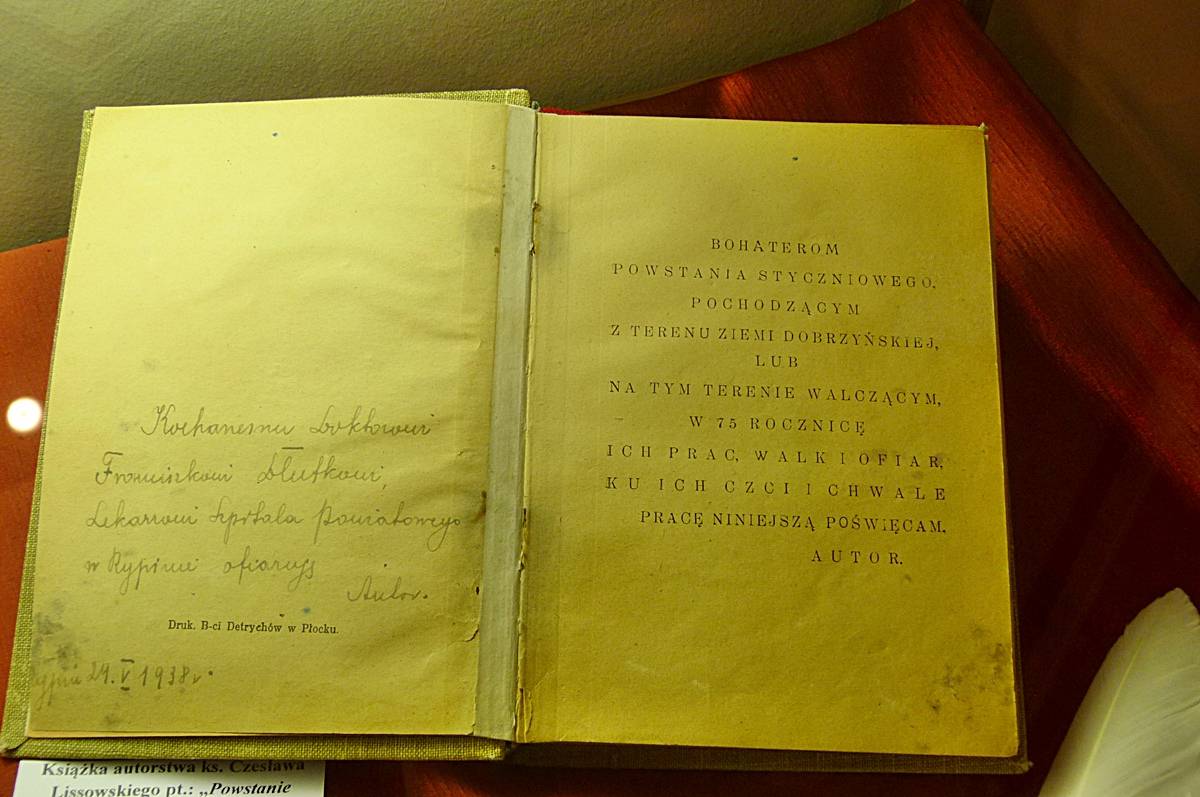 Kochanemu Doktorowi
Franciszkowi Dłutkowi,
Lekarzowi Szpitala Powiatowego
w Rypinie ofiaruję
Autor.
Druk. B-ci Detrychów w Płocku.
29.V 1938 r.
BOHATEROM
POWSTANIA STYCZNIOWEGO,
POCHODZĄCYM
Z TERENU ZIEMI DOBRZYŃSKIEJ,
LUB
NA TYM TERENIE WALCZĄCYM,
W 75 ROCZNICĘ
ICH PRAC, WALK I OFIAR,
KU ICH CZCI I CHWALE
PRACĘ NINIEJSZĄ POŚWIĘCAM.
AUTOR.
Książka autorstwa ks. Czesława
Lissowskiego pt.: „Powstanie